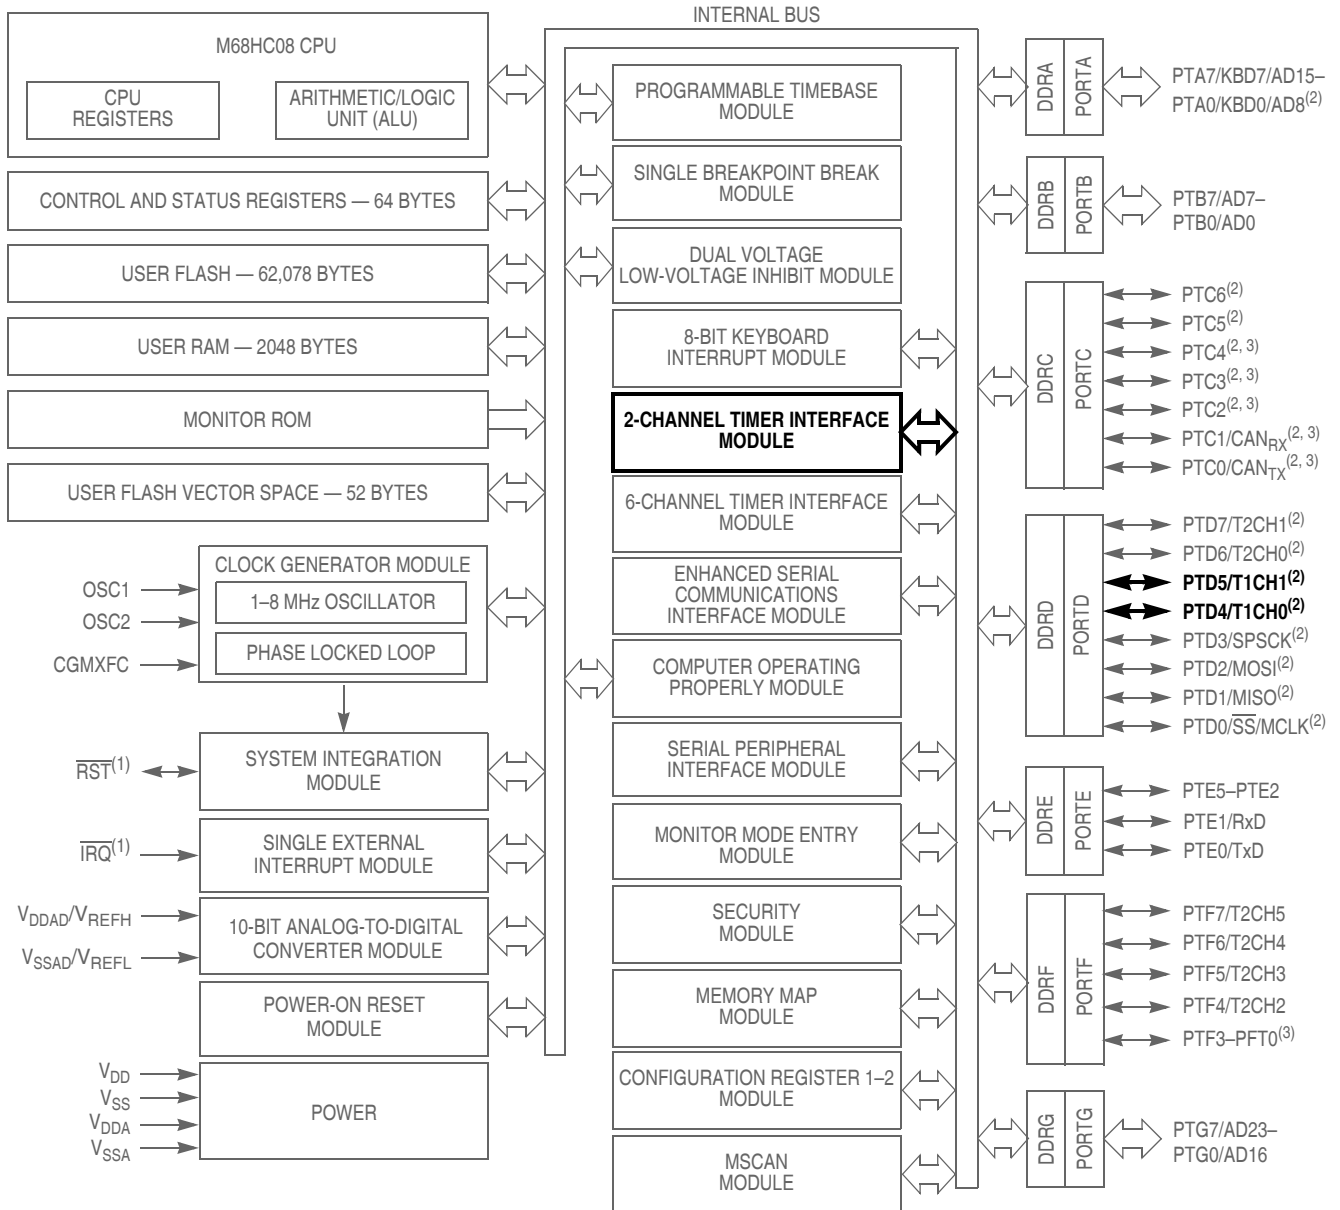 INTERNAL BUS
M68HC08 CPU
CPU
REGISTERS
ARITHMETIC/LOGIC
UNIT (ALU)
CONTROL AND STATUS REGISTERS — 64 BYTES
USER FLASH — 62,078 BYTES
USER RAM — 2048 BYTES
MONITOR ROM
USER FLASH VECTOR SPACE — 52 BYTES
CLOCK GENERATOR MODULE
1–8 MHz OSCILLATOR
PHASE LOCKED LOOP
OSC1
OSC2
CGMXFC
SYSTEM INTEGRATION
MODULE
RST(1)
SINGLE EXTERNAL
INTERRUPT MODULE
IRQ(1)
10-BIT ANALOG-TO-DIGITAL
CONVERTER MODULE
VDDAD/VREFH
VSSAD/VREFL
POWER-ON RESET
MODULE
POWER
VDD
VSS
VDDA
VSSA
PROGRAMMABLE TIMEBASE
MODULE
SINGLE BREAKPOINT BREAK
MODULE
DUAL VOLTAGE
LOW-VOLTAGE INHIBIT MODULE
8-BIT KEYBOARD
INTERRUPT MODULE
2-CHANNEL TIMER INTERFACE
MODULE
6-CHANNEL TIMER INTERFACE
MODULE
ENHANCED SERIAL
COMMUNICATIONS
INTERFACE MODULE
COMPUTER OPERATING
PROPERLY MODULE
SERIAL PERIPHERAL
INTERFACE MODULE
MONITOR MODE ENTRY
MODULE
SECURITY
MODULE
MEMORY MAP
MODULE
CONFIGURATION REGISTER 1–2
MODULE
MSCAN
MODULE
DDRA
PORTA
PTA7/KBD7/AD15–
PTA0/KBD0/AD8(2)
DDRB
PORTB
PTB7/AD7–
PTB0/AD0
DDRC
PORTC
PTC6(2)
PTC5(2)
PTC4(2, 3)
PTC3(2, 3)
PTC2(2, 3)
PTC1/CANRX(2, 3)
PTC0/CANTX(2, 3)
DDRD
PORTD
PTD7/T2CH1(2)
PTD6/T2CH0(2)
PTD5/T1CH1(2)
PTD4/T1CH0(2)
PTD3/SPSCK(2)
PTD2/MOSI(2)
PTD1/MISO(2)
PTD0/SS/MCLK(2)
DDRE
PORTE
PTE5–PTE2
PTE1/RxD
PTE0/TxD
DDRF
PORTF
PTF7/T2CH5
PTF6/T2CH4
PTF5/T2CH3
PTF4/T2CH2
PTF3–PFT0(3)
DDRG
PORTG
PTG7/AD23–
PTG0/AD16